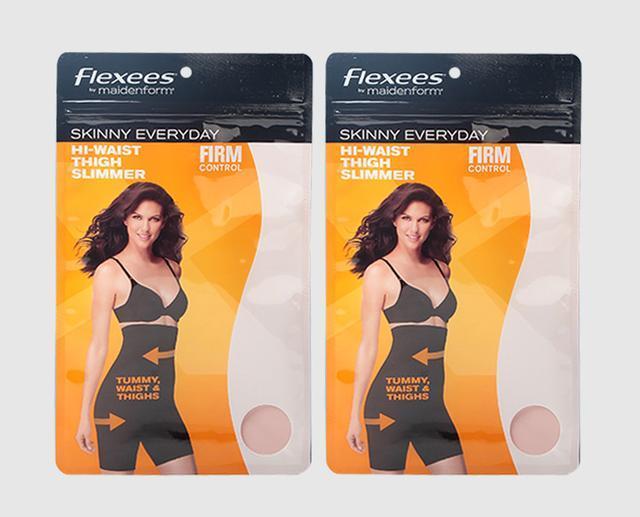 flexees
by maidenform
SKINNY EVERYDAY
HI-WAIST
THIGH
SLIMMER
FIRM
CONTROL
TUMMY,
WAIST &
THIGHS
flexees
by maidenform
SKINNY EVERYDAY
HI-WAIST
THIGH
SLIMMER
FIRM
CONTROL
TUMMY,
WAIST &
THIGHS